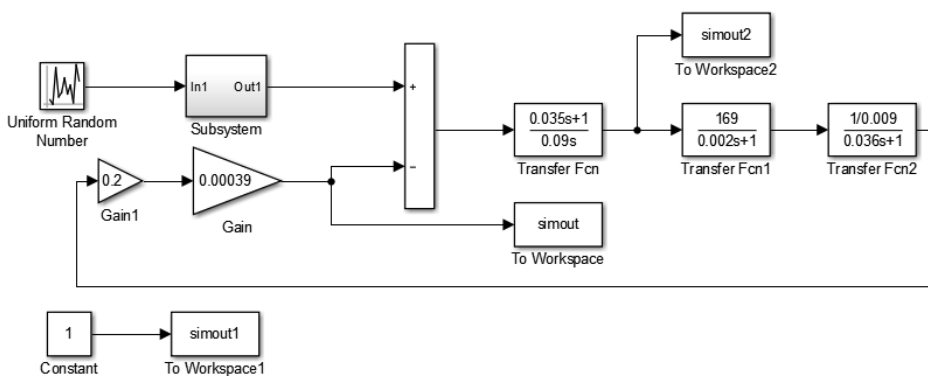 simout2
To Workspace2
In1 Out1
+
Uniform Random
Number
Subsystem
0.035s+1
0.09s
Transfer Fcn
169
0.002s+1
Transfer Fcn1
1/0.009
0.036s+1
Transfer Fcn2
−
0.2
Gain1
0.00039
Gain
simout
To Workspace
1
Constant
simout1
To Workspace1